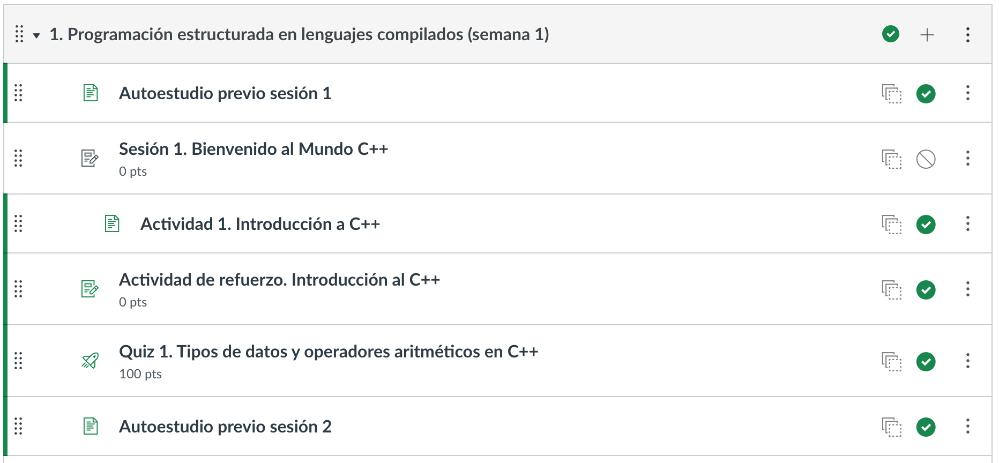 1. Programación estructurada en lenguajes compilados (semana 1)
Autoestudio previo sesión 1
Sesión 1. Bienvenido al Mundo C++
0 pts
Actividad 1. Introducción a C++
Actividad de refuerzo. Introducción al C++
0 pts
Quiz 1. Tipos de datos y operadores aritméticos en C++
100 pts
Autoestudio previo sesión 2